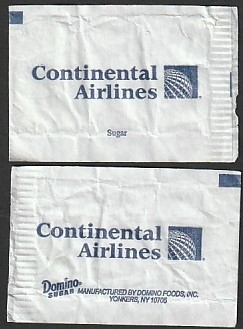 Continental
Airlines
Sugar
Continental
Airlines
Domino
SUGAR MANUFACTURED BY DOMINO FOODS, INC.
YONKERS, NY 10705